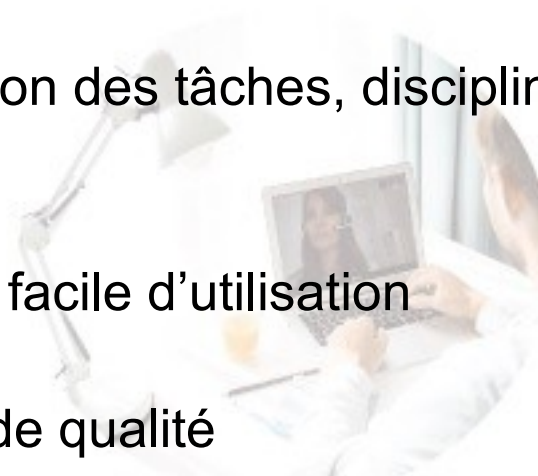 on des tâches, disciplin
facile d’utilisation
de qualité